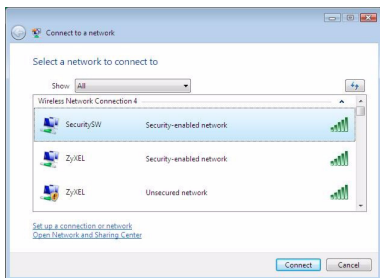 Connect to a network
Select a network to connect to
Show All
Wireless Network Connection 4
SecuritySW Security-enabled network
ZyXEL Security-enabled network
ZyXEL Unsecured network
Set up a connection or network
Open Network and Sharing Center
Connect Cancel